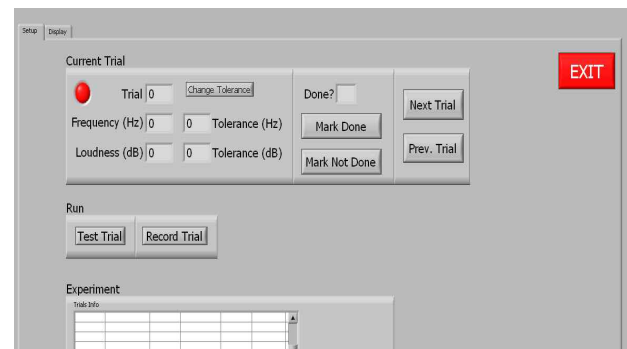 Setup Display
Current Trial
EXIT
Trial 0 Change Tolerance Done?
Next Trial
Frequency (Hz) 0 0 Tolerance (Hz) Mark Done
Loudness (dB) 0 0 Tolerance (dB) Mark Not Done Prev. Trial
Run
Test Trial Record Trial
Experiment
Trials Info